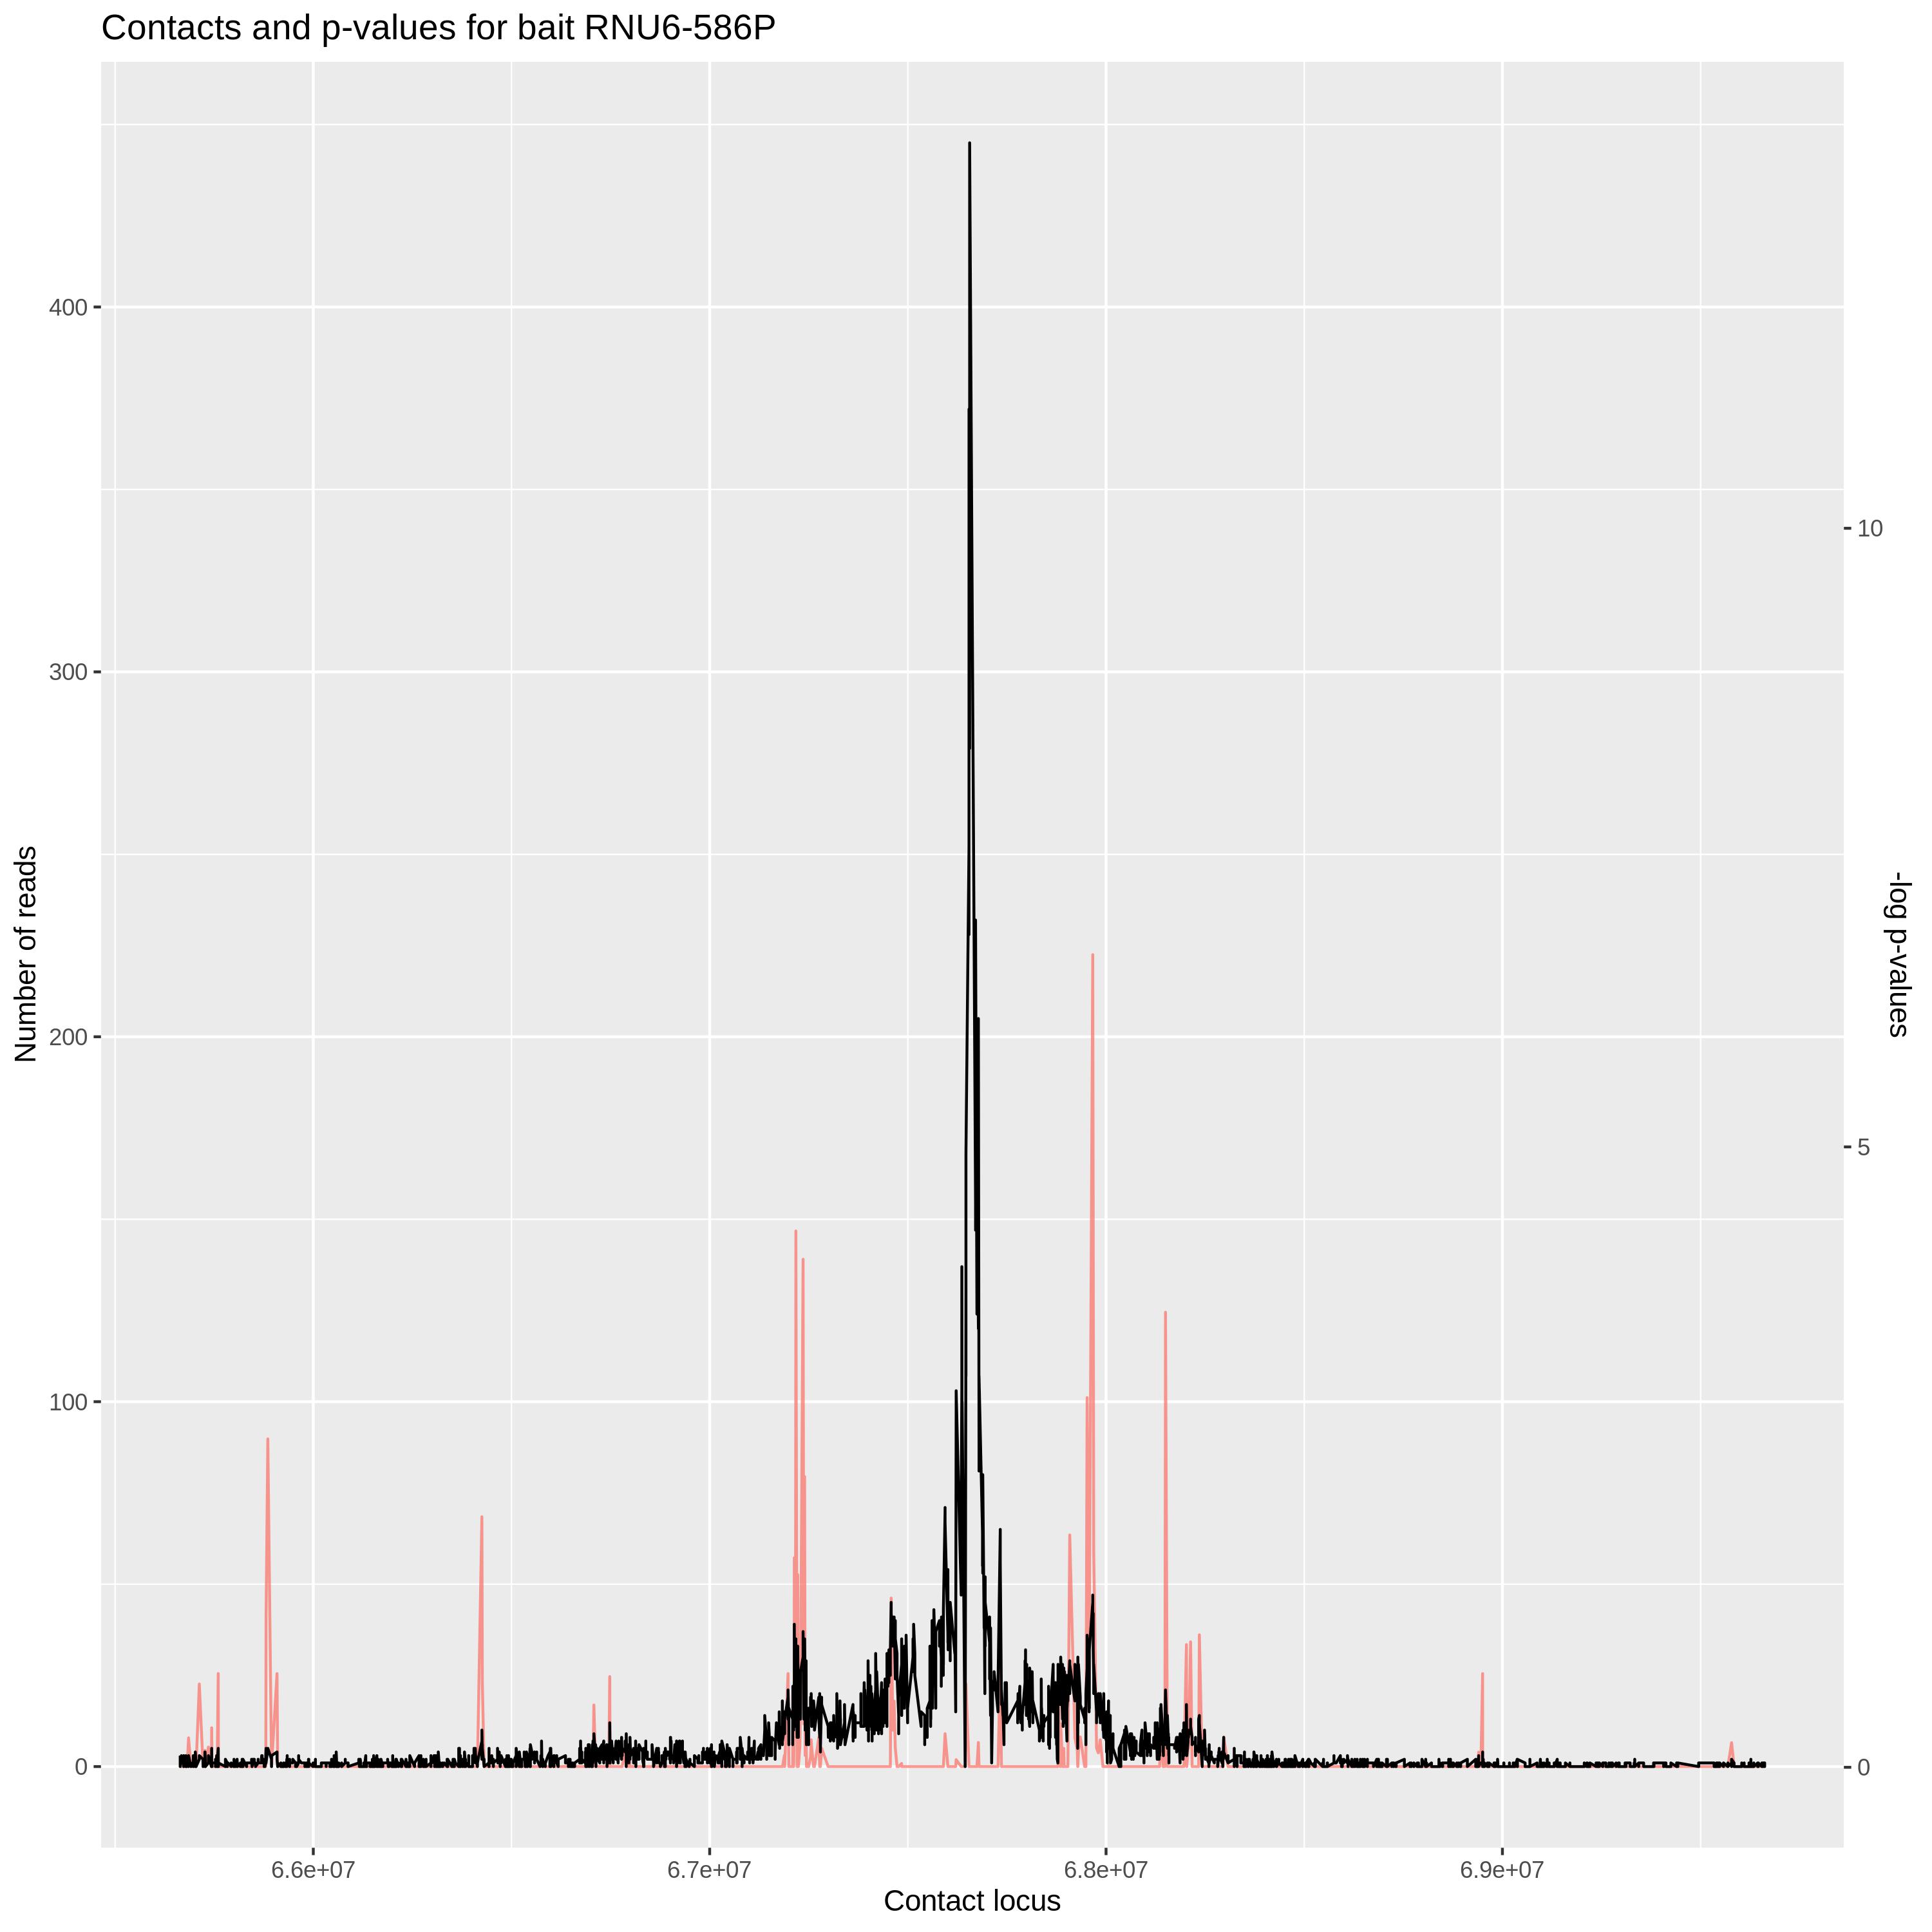 Contacts and p-values for bait RNU6-586P
Number of reads
400
300
200
100
0
10
5
0
-log p-values
6.6e+07
6.7e+07
6.8e+07
6.9e+07
Contact locus